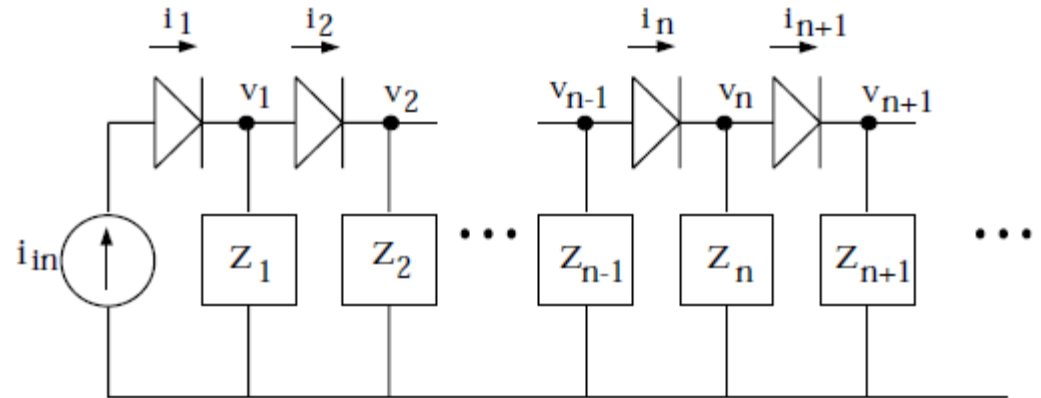 i1 i2 in in+1
v1 v2 vn-1 vn vn+1
iin Z1 Z2 ... Zn-1 Zn Zn+1 ...